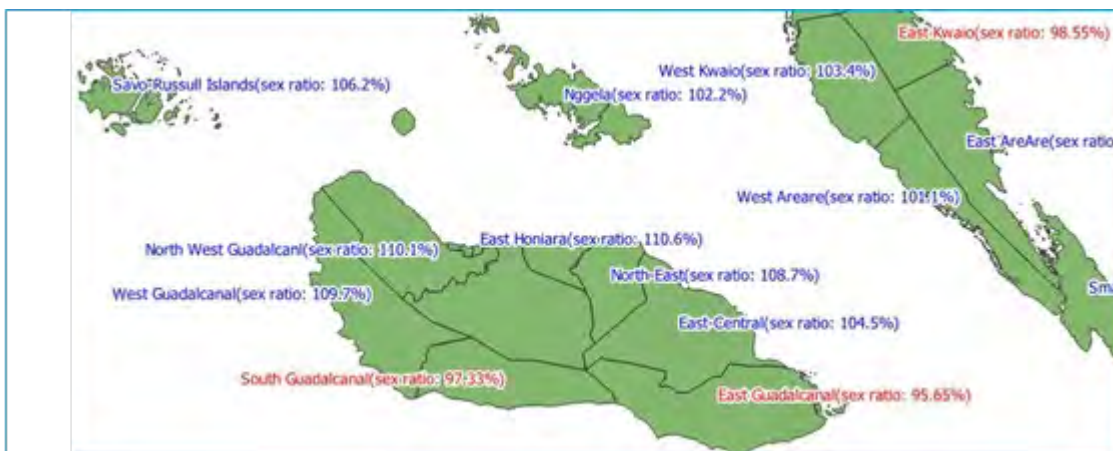 East Kwaio(sex ratio: 98.55%)
West Kwaio(sex ratio: 103.4%)
Savo-Russull Islands(sex ratio: 106.2%)
Nggela(sex ratio: 102.2%)
East AreAre(sex ratio
West Areare(sex ratio: 101.1%)
East Honiara(sex ratio: 110.6%)
North West Guadalcanl(sex ratio: 110.1%)
North-East(sex ratio: 108.7%)
West Guadalcanal(sex ratio: 109.7%)
Sma
East-Central(sex ratio: 104.5%)
South Guadalcanal(sex ratio: 97.33%)
East Guadalcanal(sex ratio: 95.65%)